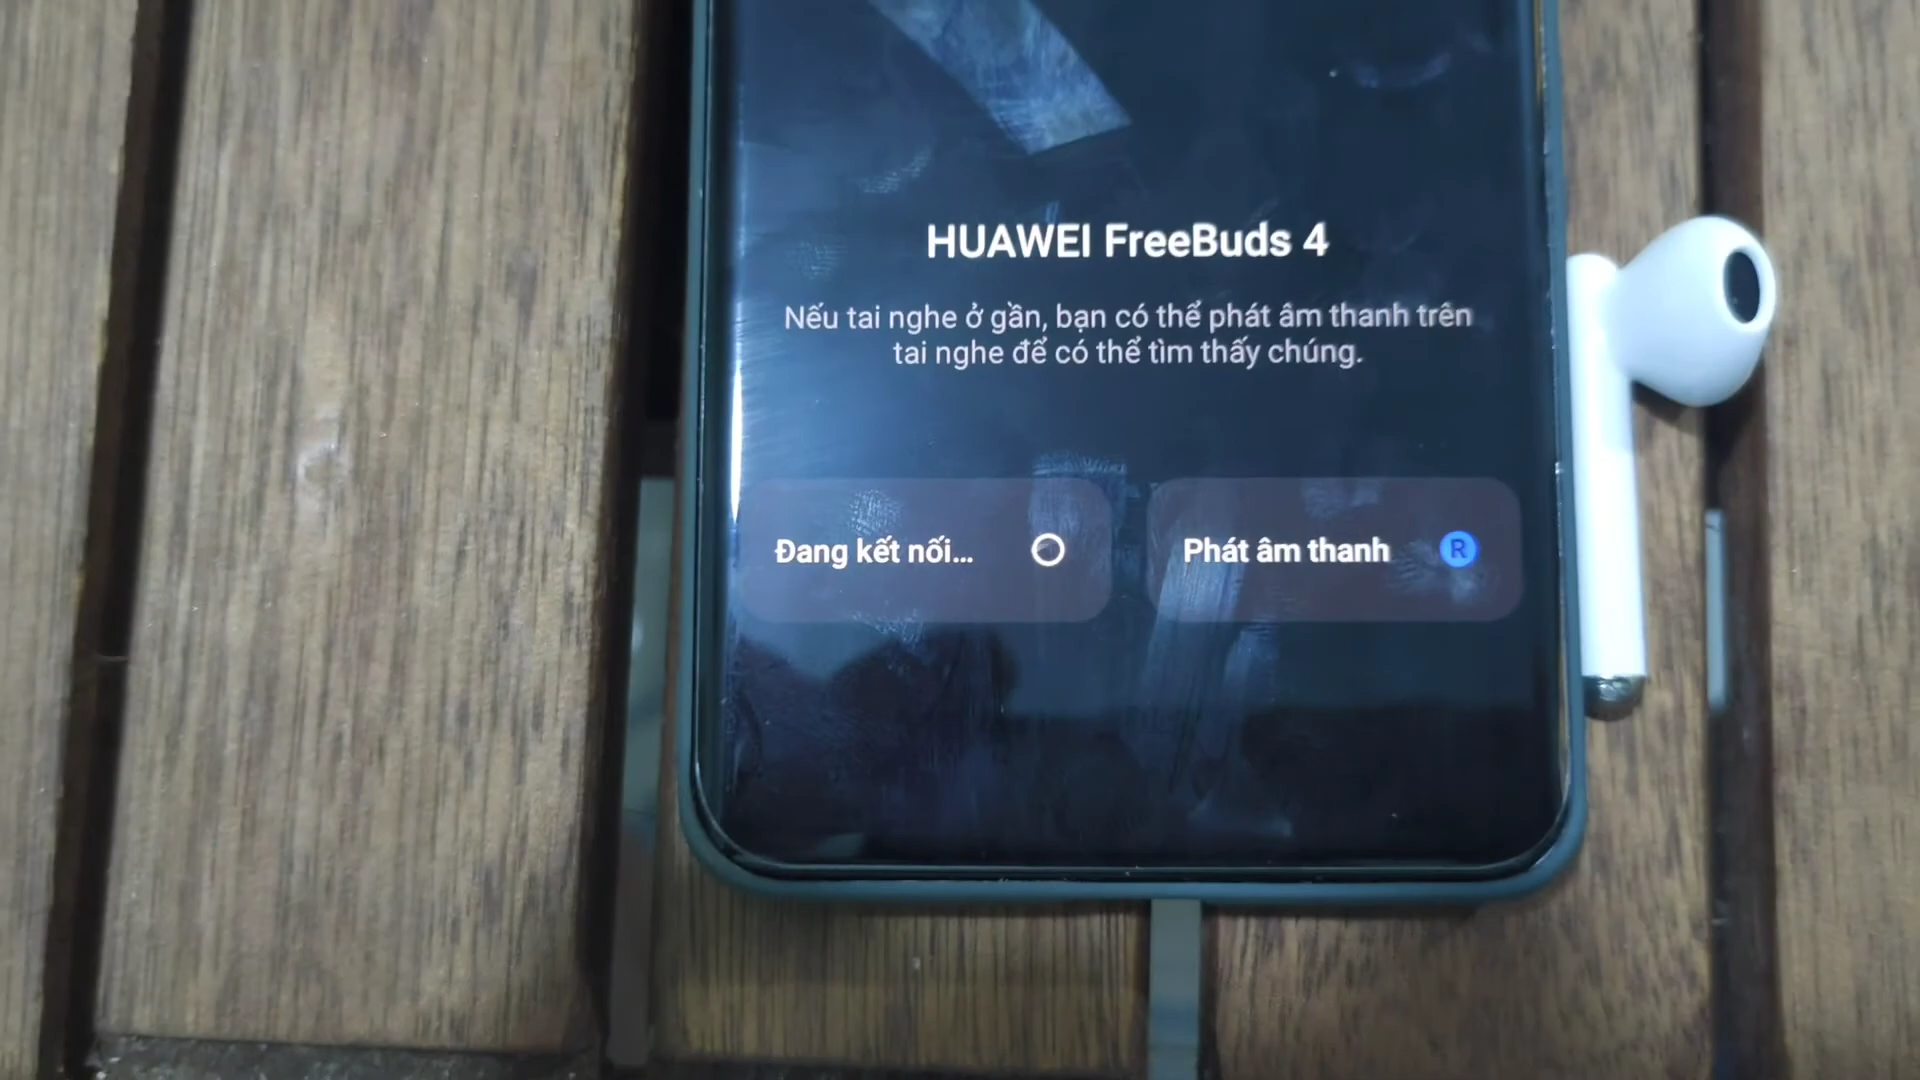 HUAWEI FreeBuds 4
Nếu tai nghe ở gần, bạn có thể phát âm thanh trên
tai nghe để có thể tìm thấy chúng.
Đang kết nối...
Phát âm thanh R